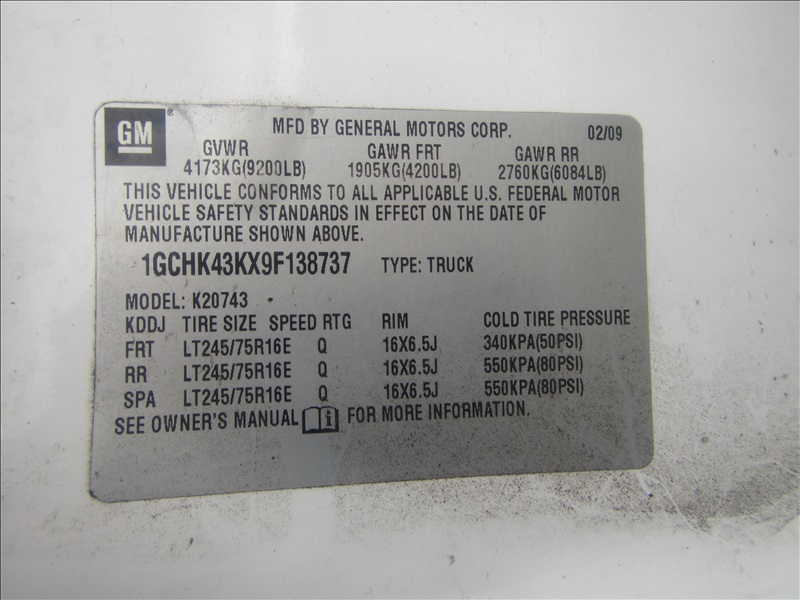 GM ®
MFD BY GENERAL MOTORS CORP. 02/09
GVWR GAWR FRT GAWR RR
4173KG(9200LB) 1905KG(4200LB) 2760KG(6084LB)
THIS VEHICLE CONFORMS TO ALL APPLICABLE U.S. FEDERAL MOTOR
VEHICLE SAFETY STANDARDS IN EFFECT ON THE DATE OF
MANUFACTURE SHOWN ABOVE.
1GCHK43KX9F138737 TYPE: TRUCK
MODEL: K20743
KDDJ TIRE SIZE SPEED RTG RIM COLD TIRE PRESSURE
FRT LT245/75R16E Q 16X6.5J 340KPA(50PSI)
RR LT245/75R16E Q 16X6.5J 550KPA(80PSI)
SPA LT245/75R16E Q 16X6.5J 550KPA(80PSI)
SEE OWNER'S MANUAL i FOR MORE INFORMATION.